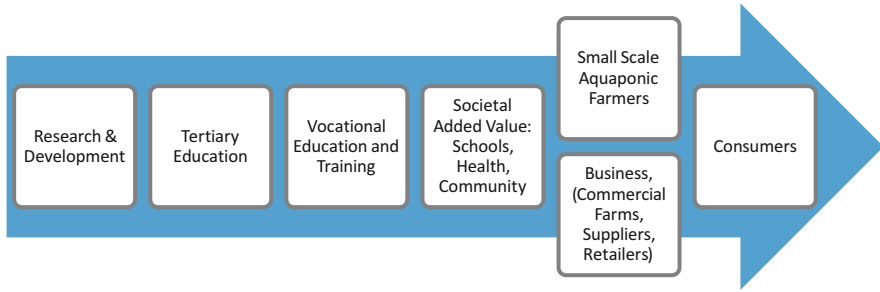 Research &
Development
Tertiary
Education
Vocational
Education and
Training
Societal
Added Value:
Schools,
Health,
Community
Small Scale
Aquaponic
Farmers
Business,
(Commercial
Farms,
Suppliers,
Retailers)
Consumers